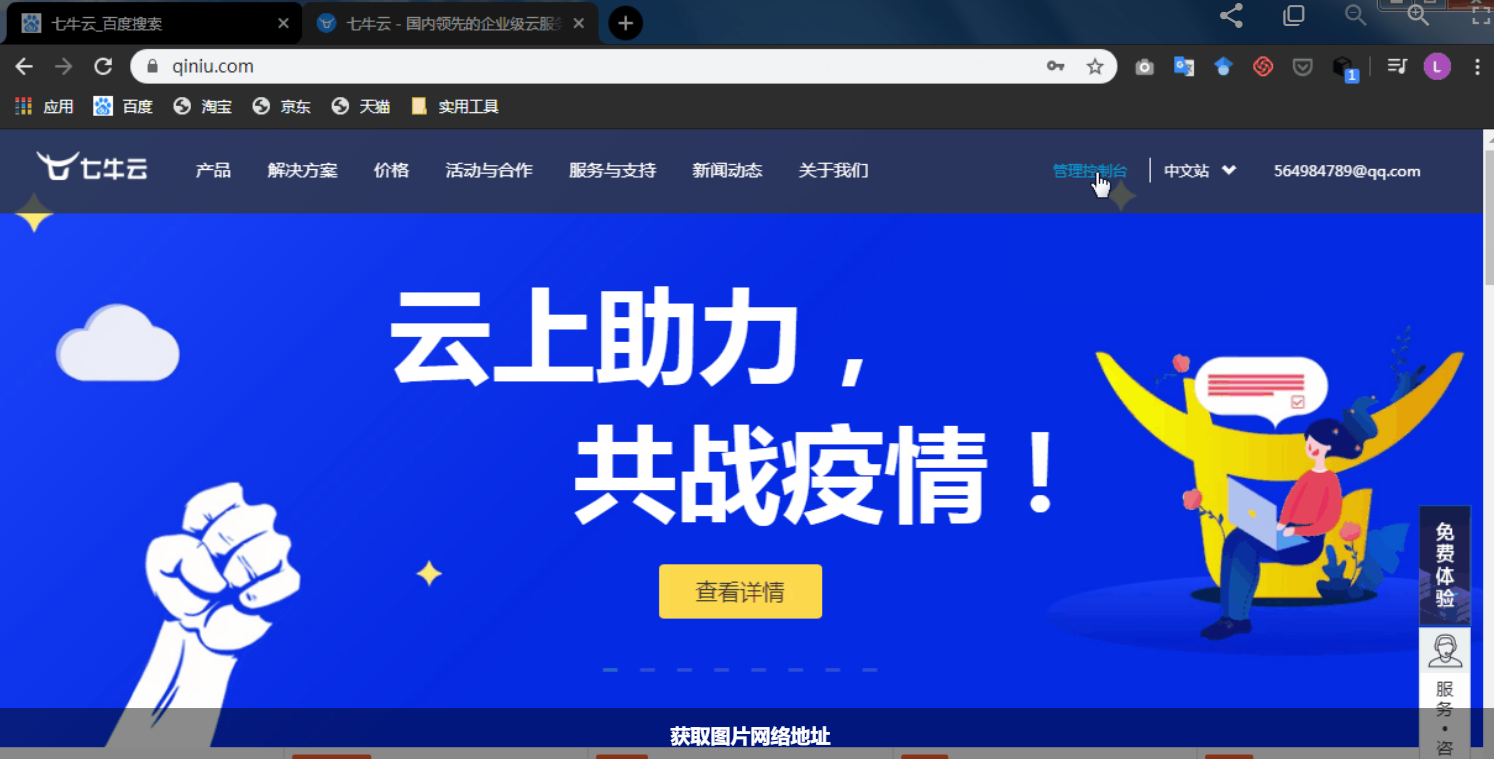 七牛云_百度搜索
七牛云 - 国内领先的企业级云服务
qiniu.com
1
L
应用 百度 淘宝 京东 天猫 实用工具
七牛云 产品 解决方案 价格 活动与合作 服务与支持 新闻动态 关于我们 管理控制台 中文站 564984789@qq.com
云上助力，
共战疫情！
查看详情
免费体验
服务·咨
获取图片网络地址